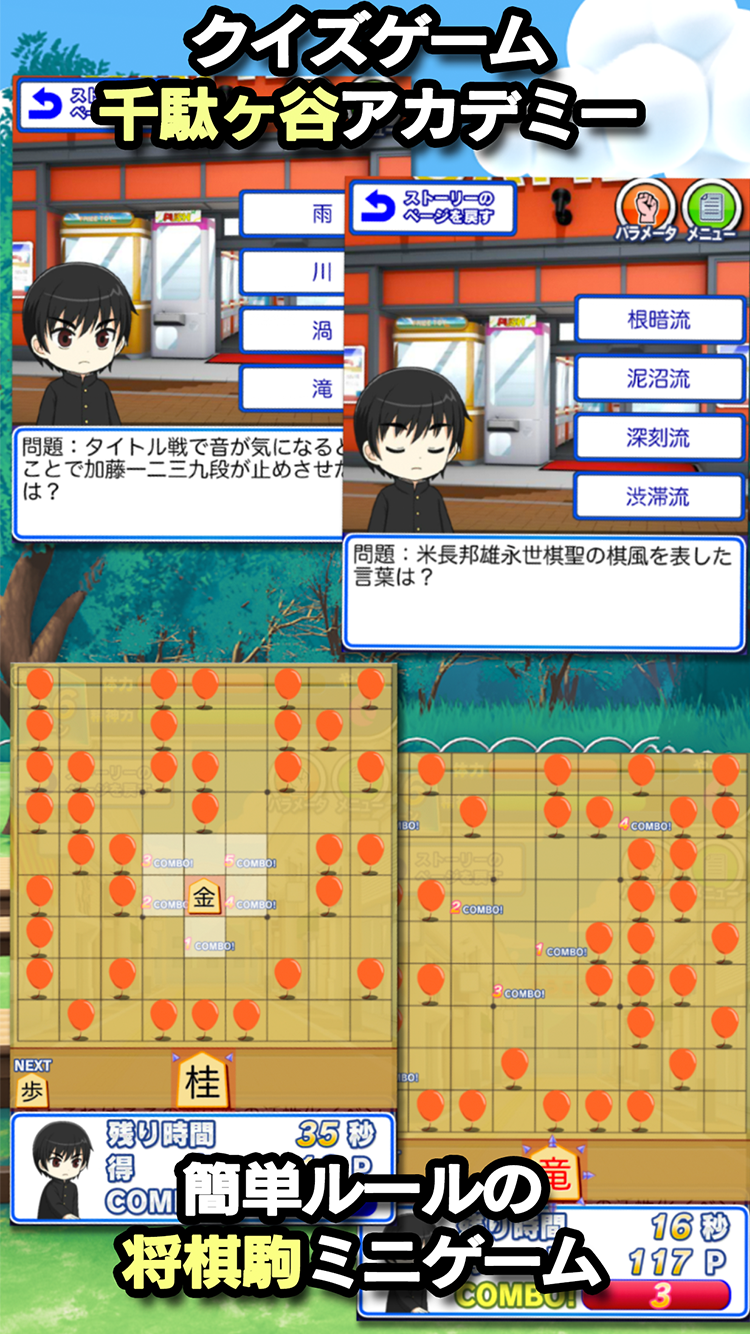 クイズゲーム
千駄ヶ谷アカデミー
雨
川
渦
滝
問題：タイトル戦で音が気になると
ことで加藤一二三九段が止めさせた
は？
ストーリーの
ページを戻す
パラメータ
メニュー
PUSH
根暗流
泥沼流
深刻流
渋滞流
問題：米長邦雄永世棋聖の棋風を表した
言葉は？
3 COMBO!
5 COMBO!
2 COMBO!
金
4 COMBO!
1 COMBO!
NEXT
歩
桂
残り時間
35 秒
得
4 COMBO!
2 COMBO!
1 COMBO!
3 COMBO!
竜
16 秒
117 P
COMBO!
3
簡単ルールの
将棋駒ミニゲーム